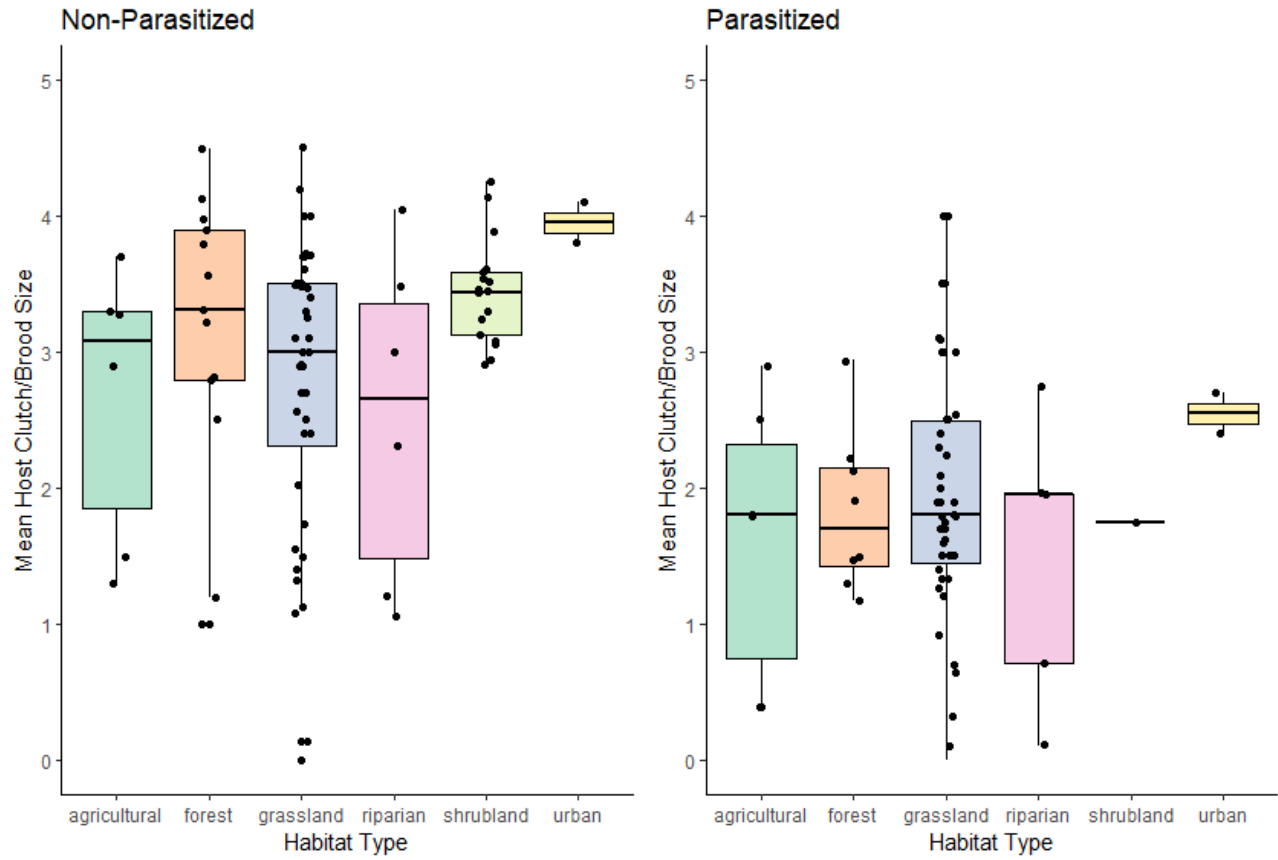 Non-Parasitized
Mean Host Clutch/Brood Size
5
4
3
2
1
0
agricultural forest grassland riparian shrubland urban
Habitat Type
Parasitized
Mean Host Clutch/Brood Size
5
4
3
2
1
0
agricultural forest grassland riparian shrubland urban
Habitat Type